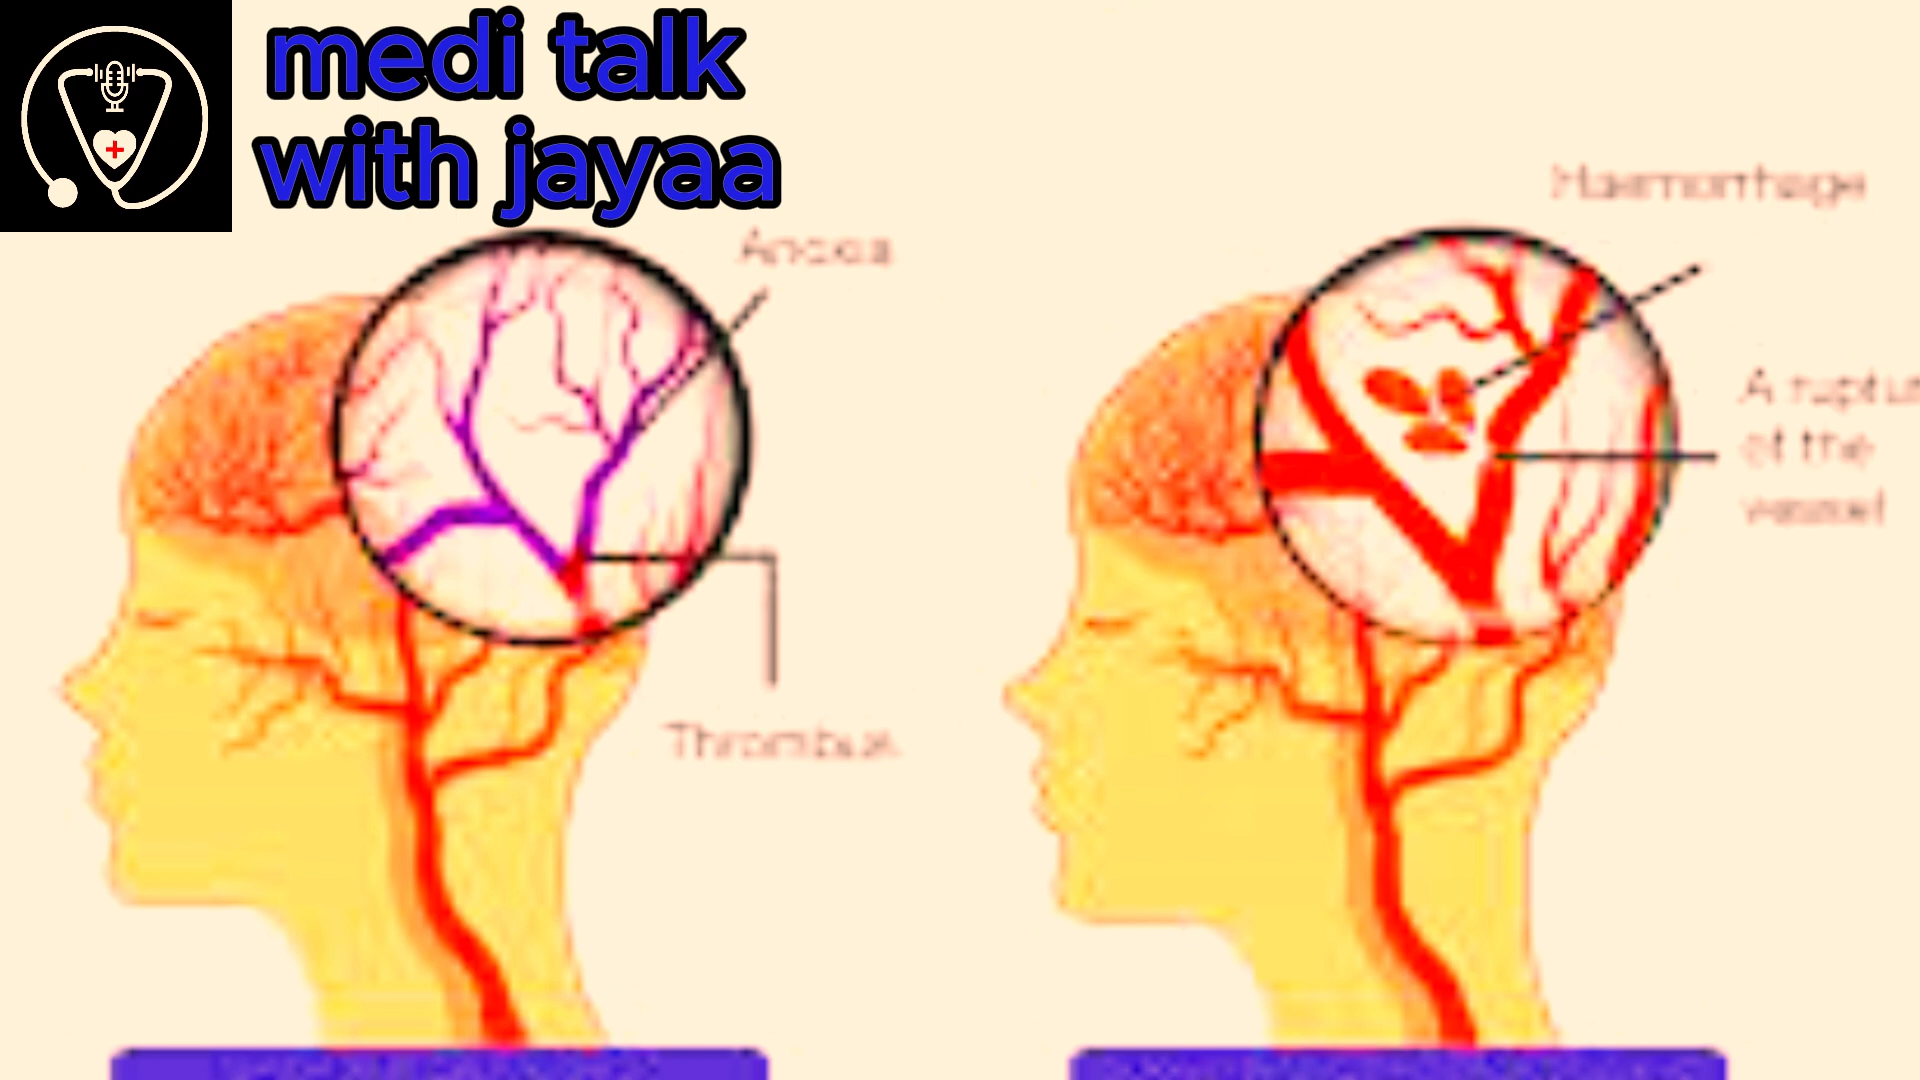 medi talk
with jayaa
Haemorrhage
Anoxia
A ruptur
of the
vessel
Thrombus